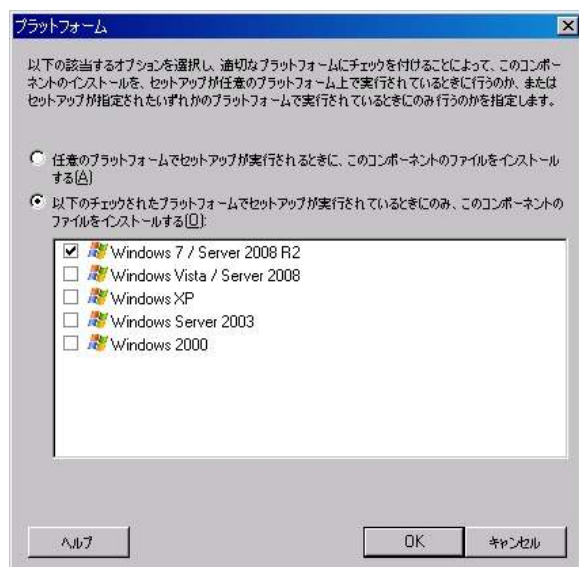 プラットフォーム
以下の該当するオプションを選択し、適切なプラットフォームにチェックを付けることによって、このコンポー
ネントのインストールを、セットアップが任意のプラットフォーム上で実行されているときに行うのか、または
セットアップが指定されたいずれかのプラットフォームで実行されているときにのみ行うのかを指定します。
任意のプラットフォームでセットアップが実行されるときに、このコンポーネントのファイルをインストール
する(A)
以下のチェックされたプラットフォームでセットアップが実行されているときにのみ、このコンポーネントの
ファイルをインストールする(O):
Windows 7 / Server 2008 R2
Windows Vista / Server 2008
Windows XP
Windows Server 2003
Windows 2000
ヘルプ
OK
キャンセル